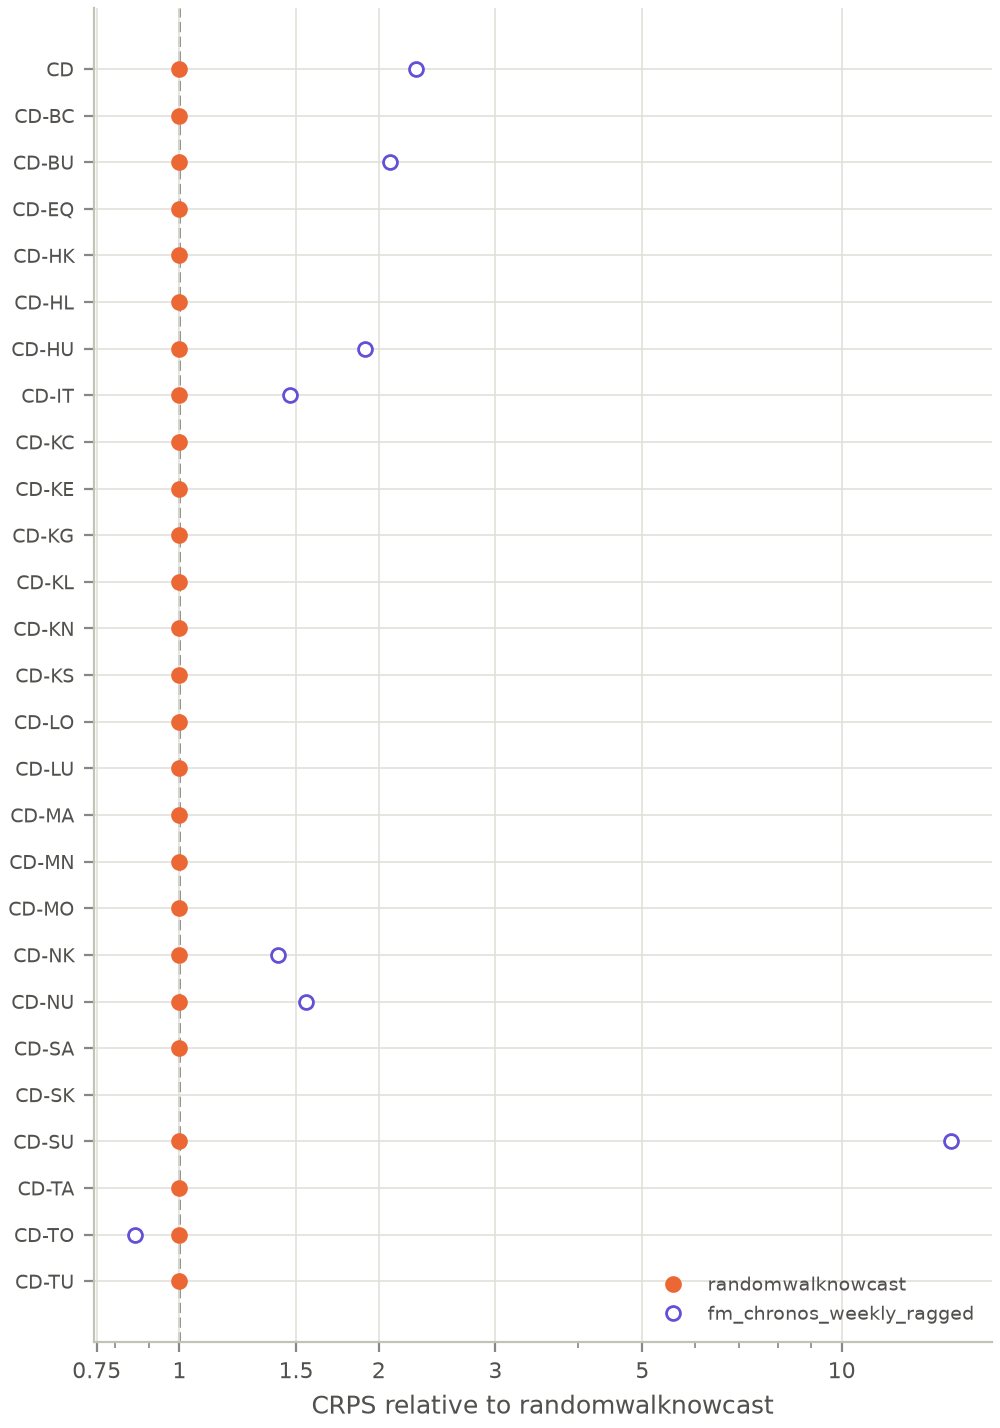 CD
CD-BC
CD-BU
CD-EQ
CD-HK
CD-HL
CD-HU
CD-IT
CD-KC
CD-KE
CD-KG
CD-KL
CD-KN
CD-KS
CD-LO
CD-LU
CD-MA
CD-MN
CD-MO
CD-NK
CD-NU
CD-SA
CD-SK
CD-SU
CD-TA
CD-TO
CD-TU
randomwalknowcast
fm_chronos_weekly_ragged
0.75 1 1.5 2 3 5 10
CRPS relative to randomwalknowcast